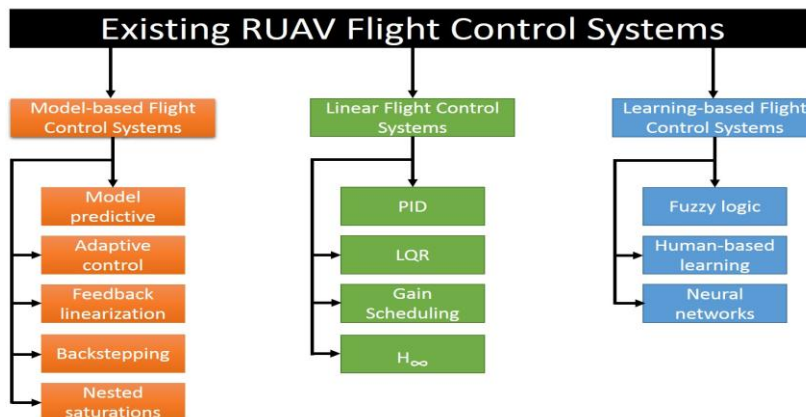 Existing RUAV Flight Control Systems
Model-based Flight
Control Systems
Model
predictive
Adaptive
control
Feedback
linearization
Backstepping
Nested
saturations
Linear Flight Control
Systems
PID
LQR
Gain
Scheduling
H∞
Learning-based Flight
Control Systems
Fuzzy logic
Human-based
learning
Neural
networks